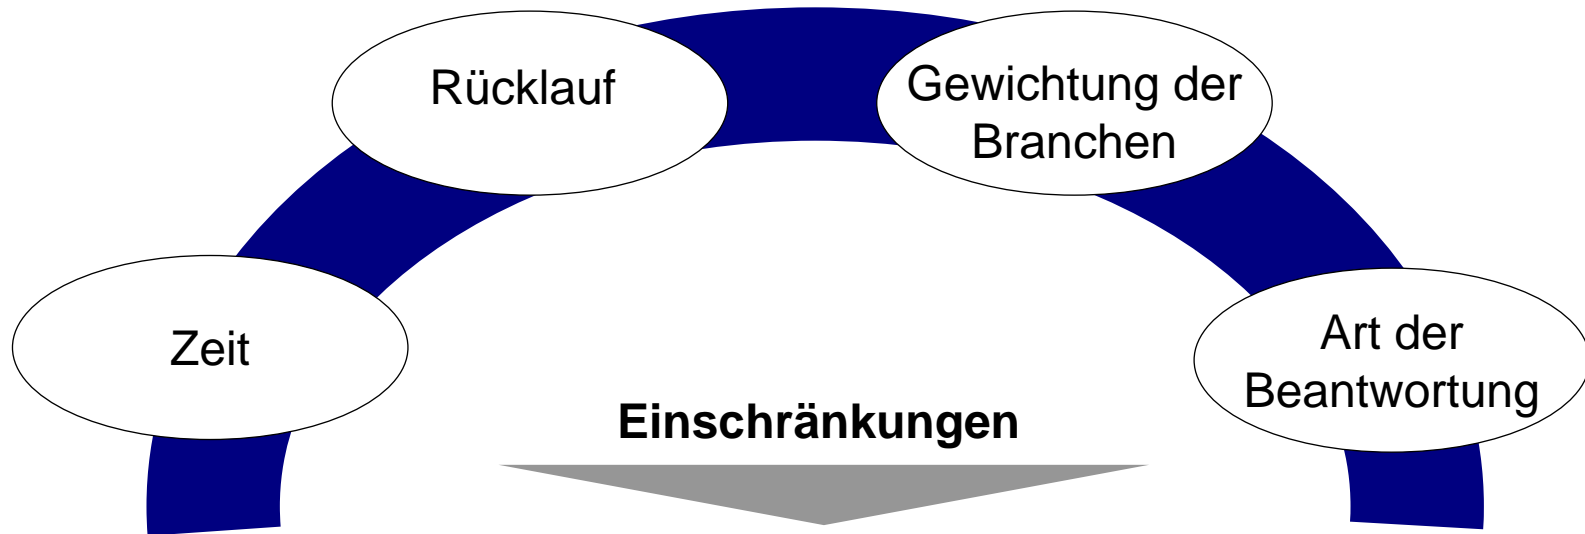 Rücklauf
Gewichtung der
Branchen
Zeit
Art der
Beantwortung
Einschränkungen